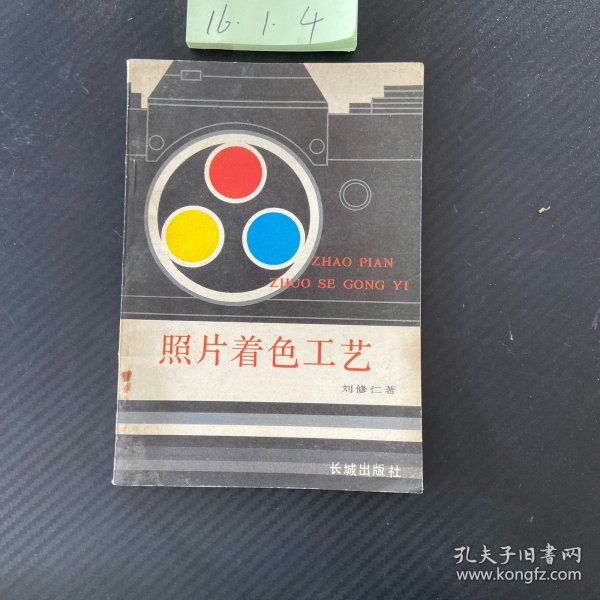 16.1.4
ZHAO PIAN
ZHUO SE GONG YI
照片着色工艺
刘修仁著
长城出版社
孔夫子旧书网
www.kongfz.com